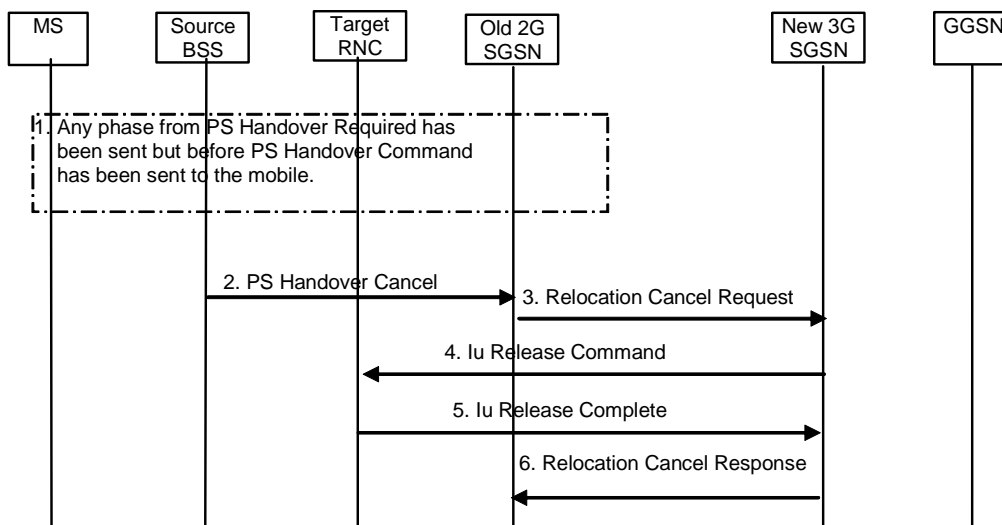 MS
Source
BSS
Target
RNC
Old 2G
SGSN
New 3G
SGSN
GGSN
1. Any phase from PS Handover Required has
been sent but before PS Handover Command
has been sent to the mobile.
2. PS Handover Cancel
3. Relocation Cancel Request
4. Iu Release Command
5. Iu Release Complete
6. Relocation Cancel Response